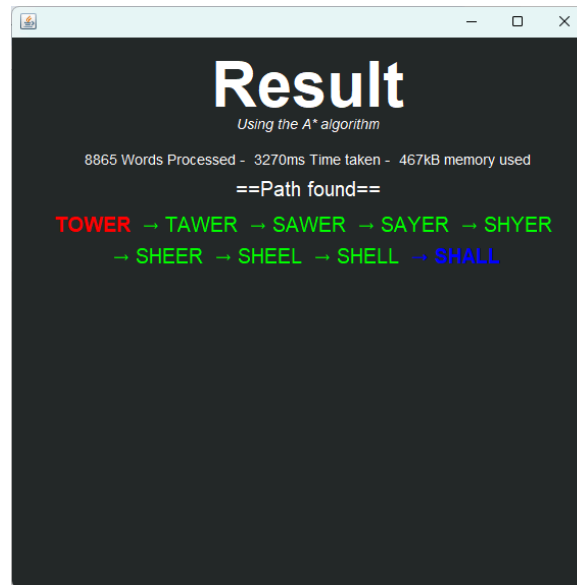 Result
Using the A* algorithm
8865 Words Processed - 3270ms Time taken - 467kB memory used
==Path found==
TOWER → TAWER → SAWER → SAYER → SHYER
→ SHEER → SHEEL → SHELL → SHALL